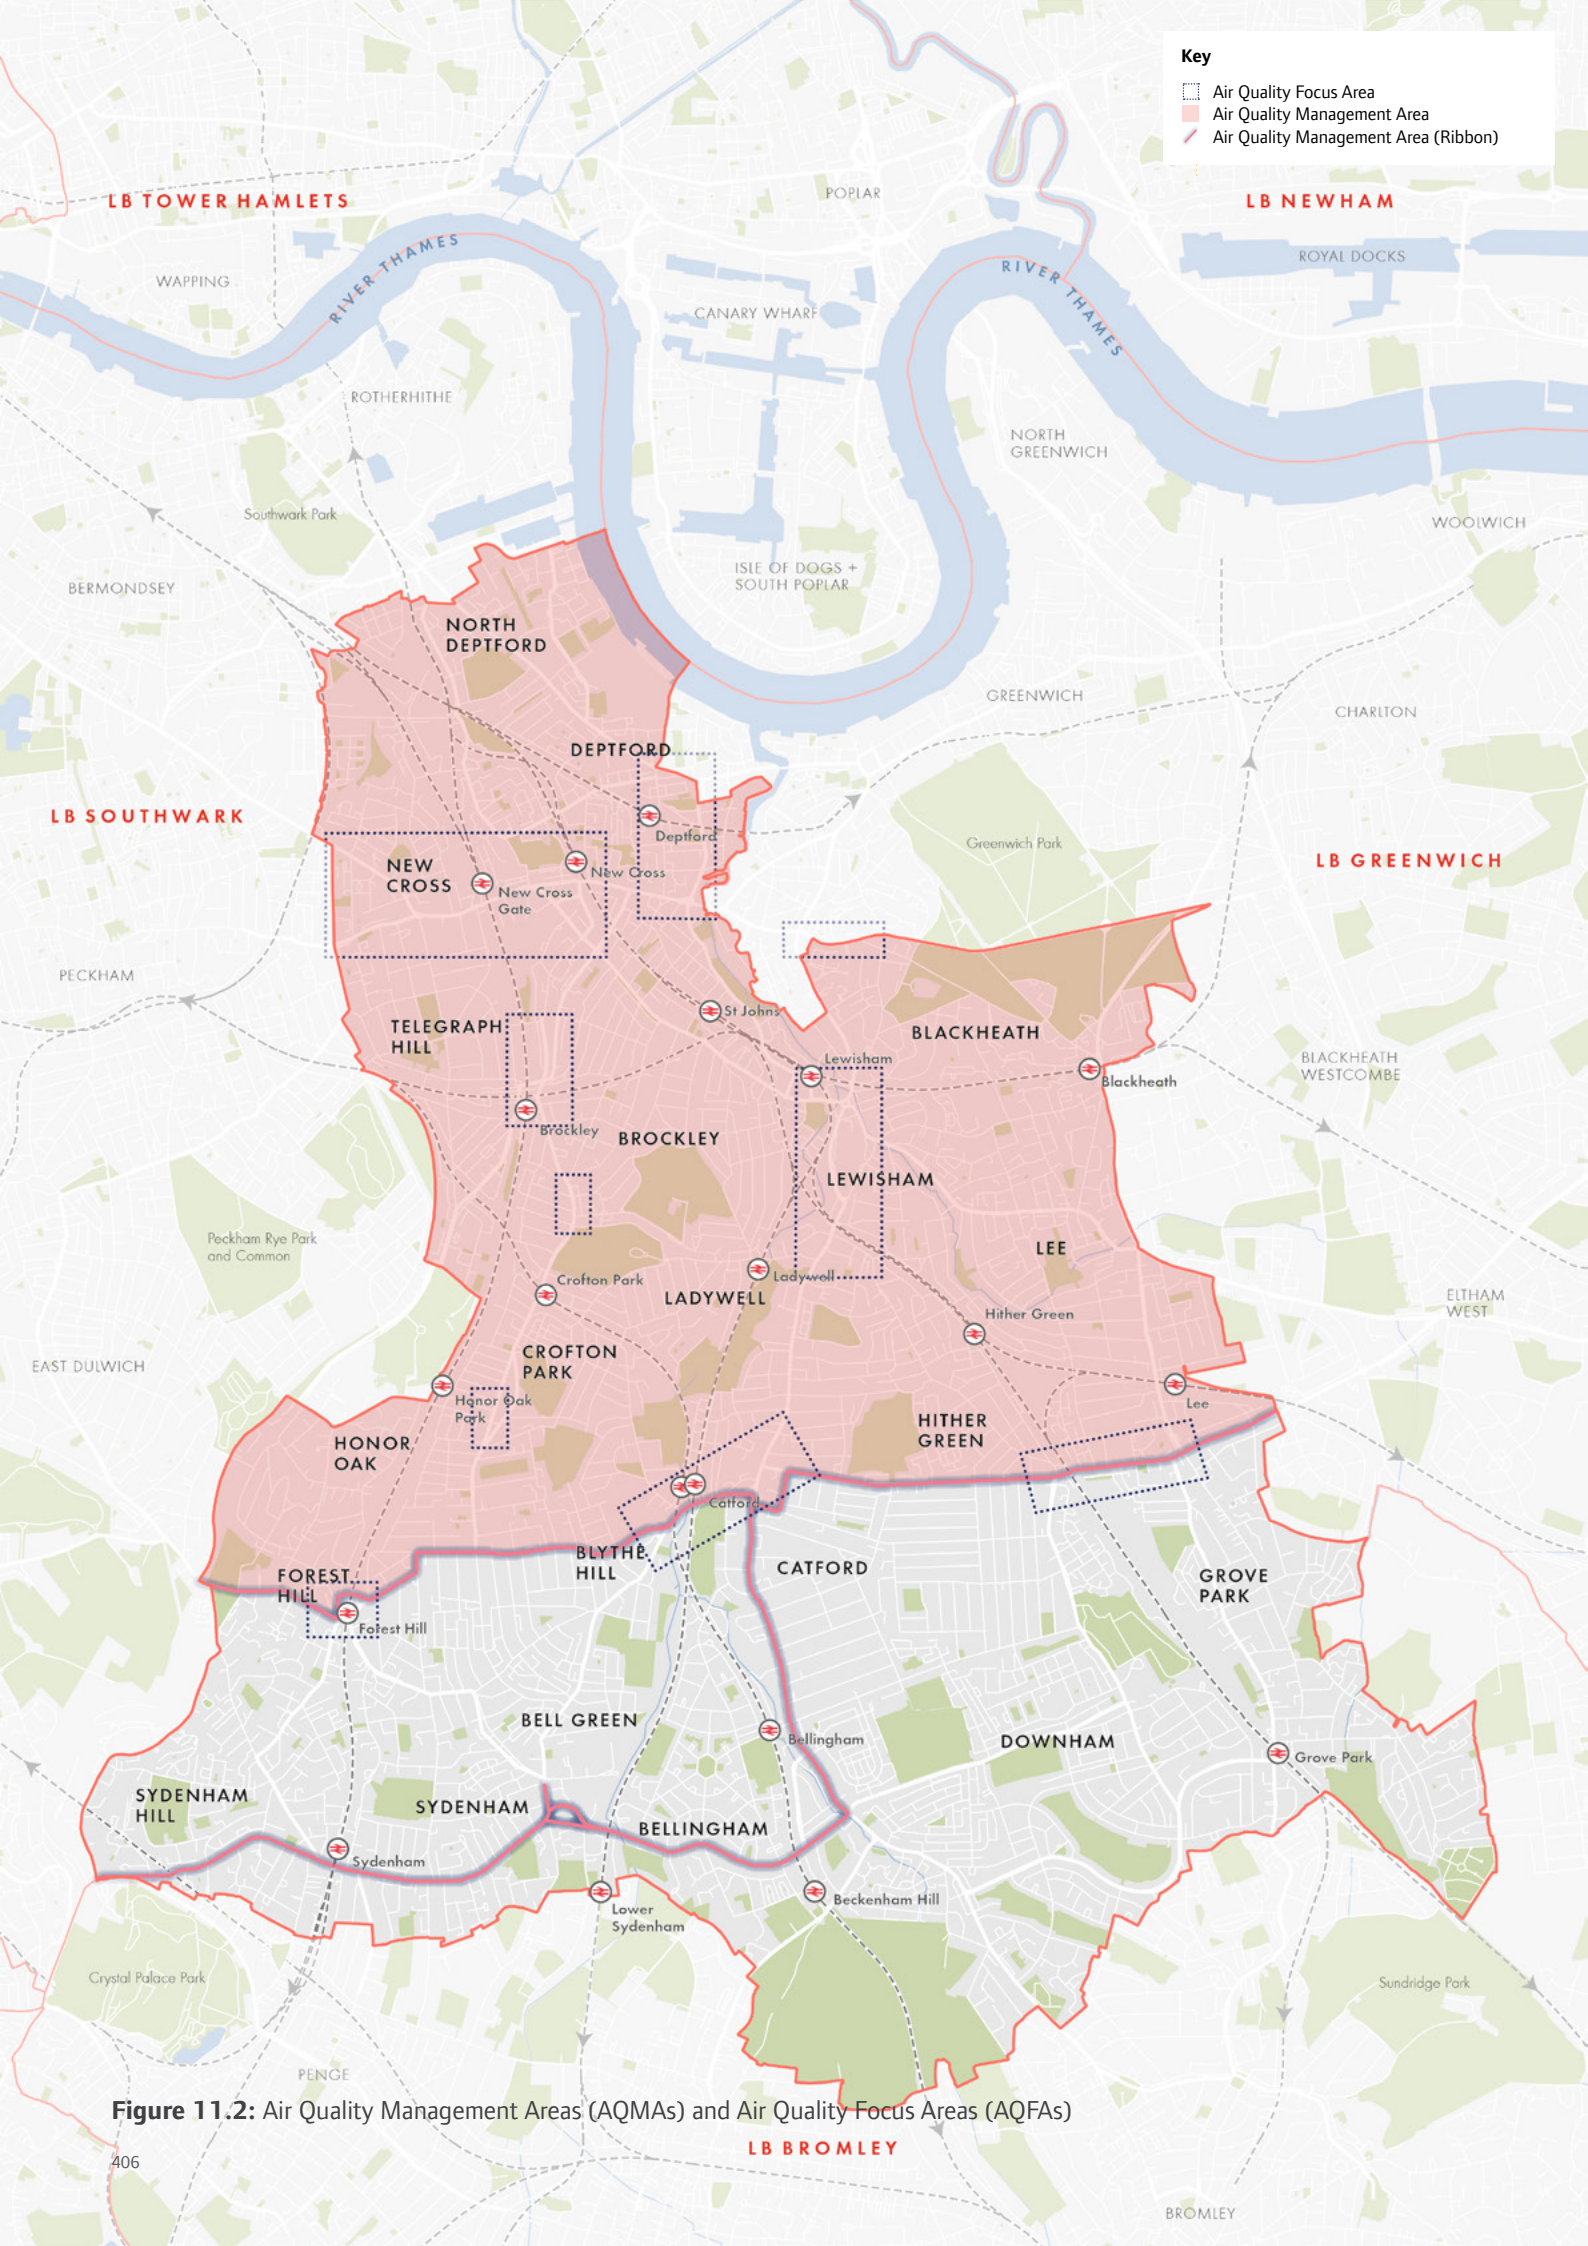 Key
Air Quality Focus Area
Air Quality Management Area
Air Quality Management Area (Ribbon)
LB TOWER HAMLETS
POPLAR
LB NEWHAM
RIVER THAMES
RIVER THAMES
ROYAL DOCKS
WAPPING
CANARY WHARF
ROTHERHITHE
NORTH
GREENWICH
Southwark Park
WOOLWICH
BERMONDSEY
ISLE OF DOGS +
SOUTH POPLAR
NORTH
DEPTFORD
GREENWICH
CHARLTON
DEPTFORD
LB SOUTHWARK
Deptford
Greenwich Park
LB GREENWICH
NEW
CROSS
New Cross
New Cross
Gate
PECKHAM
St Johns
TELEGRAPH
HILL
BLACKHEATH
Lewisham
BLACKHEATH
WESTCOMBE
Blackheath
Brockley
BROCKLEY
LEWISHAM
Peckham Rye Park
and Common
LEE
Crofton Park
Ladywell
LADYWELL
ELTHAM
WEST
Hither Green
EAST DULWICH
CROFTON
PARK
Honor Oak
Park
Lee
HITHER
GREEN
HONOR
OAK
Catford
BLYTHE
HILL
CATFORD
FOREST
HILL
GROVE
PARK
Forest Hill
BELL GREEN
Bellingham
DOWNHAM
Grove Park
SYDENHAM
HILL
SYDENHAM
BELLINGHAM
Sydenham
Beckenham Hill
Lower
Sydenham
Crystal Palace Park
Sundridge Park
PENGE
Figure 11.2: Air Quality Management Areas (AQMAs) and Air Quality Focus Areas (AQFAs)
LB BROMLEY
406
BROMLEY